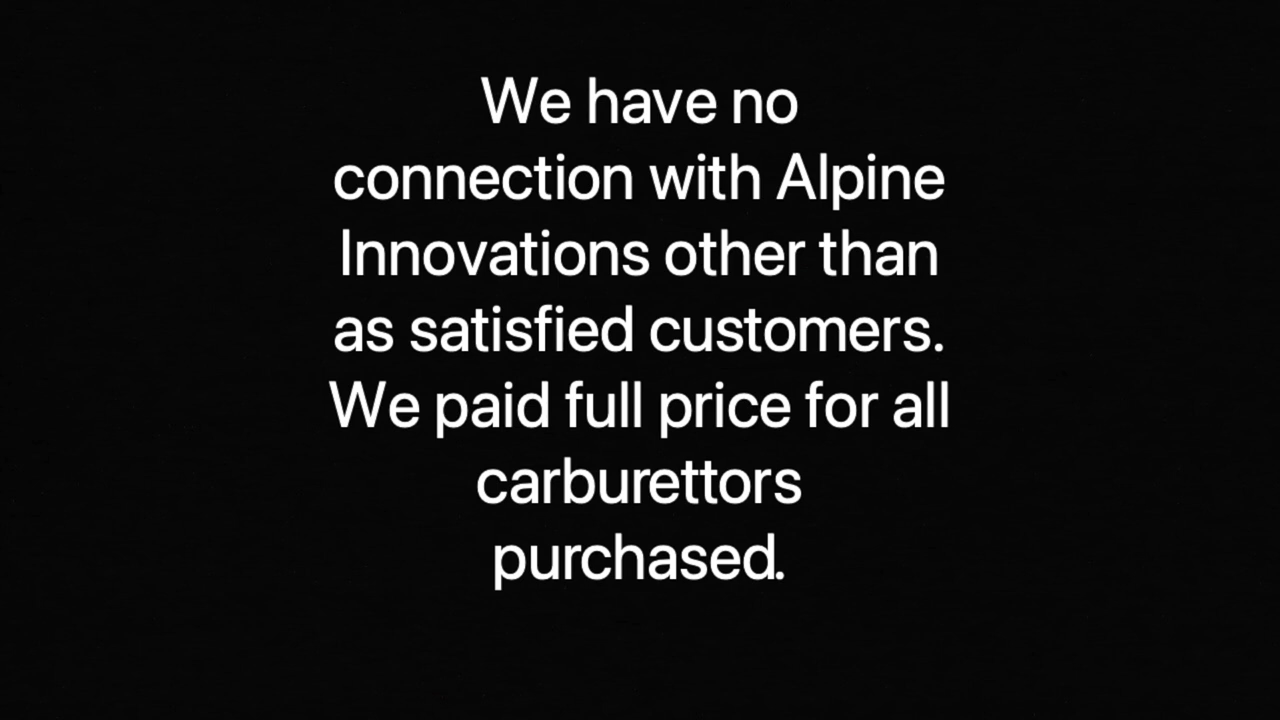 We have no
connection with Alpine
Innovations other than
as satisfied customers.
We paid full price for all
carburettors
purchased.